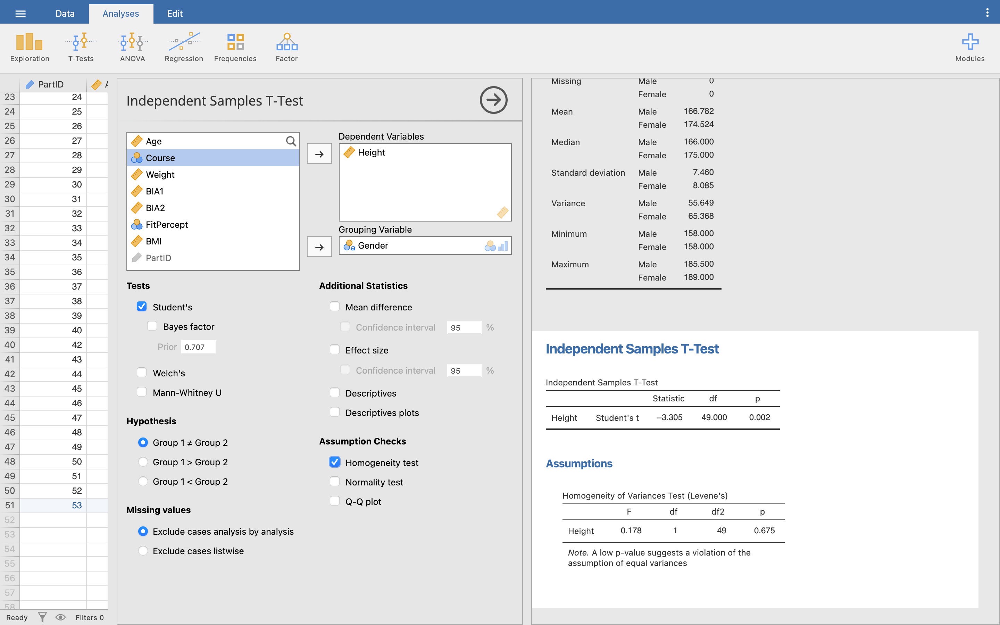 Data Analyses Edit
Exploration T-Tests ANOVA Regression Frequencies Factor Modules
PartID
23 24
24 25
25 26
26 27
27 28
28 29
29 30
30 31
31 32
32 33
33 34
34 35
35 36
36 37
37 38
38 39
39 40
40 42
41 43
42 44
43 45
44 46
45 47
46 48
47 49
48 50
49 51
50 52
51 53
52
53
54
55
56
57
58
Ready Filters 0
Independent Samples T-Test
Age
Course
Weight
BIA1
BIA2
FitPercept
BMI
PartID
Dependent Variables
Height
Grouping Variable
a Gender
Tests
Student's
Bayes factor
Prior 0.707
Welch's
Mann-Whitney U
Hypothesis
Group 1 ≠ Group 2
Group 1 > Group 2
Group 1 < Group 2
Missing values
Exclude cases analysis by analysis
Exclude cases listwise
Additional Statistics
Mean difference
Confidence interval 95 %
Effect size
Confidence interval 95 %
Descriptives
Descriptives plots
Assumption Checks
Homogeneity test
Normality test
Q-Q plot
Missing Male 0
Female 0
Mean Male 166.782
Female 174.524
Median Male 166.000
Female 175.000
Standard deviation Male 7.460
Female 8.085
Variance Male 55.649
Female 65.368
Minimum Male 158.000
Female 158.000
Maximum Male 185.500
Female 189.000
Independent Samples T-Test
Independent Samples T-Test
Statistic df p
Height Student's t −3.305 49.000 0.002
Assumptions
Homogeneity of Variances Test (Levene's)
F df df2 p
Height 0.178 1 49 0.675
Note. A low p-value suggests a violation of the
assumption of equal variances